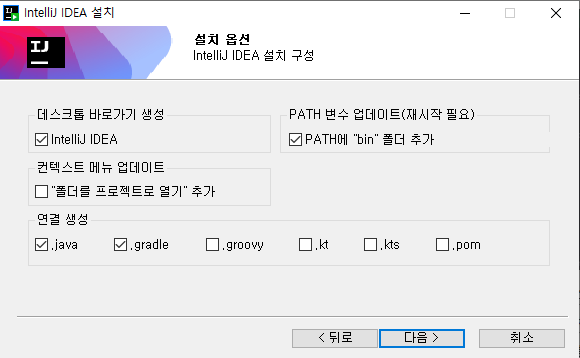 IntelliJ IDEA 설치
IJ
설치 옵션
IntelliJ IDEA 설치 구성
데스크톱 바로가기 생성
IntelliJ IDEA
PATH 변수 업데이트(재시작 필요)
PATH에 "bin" 폴더 추가
컨텍스트 메뉴 업데이트
"폴더를 프로젝트로 열기" 추가
연결 생성
.java .gradle .groovy .kt .kts .pom
< 뒤로 다음 > 취소